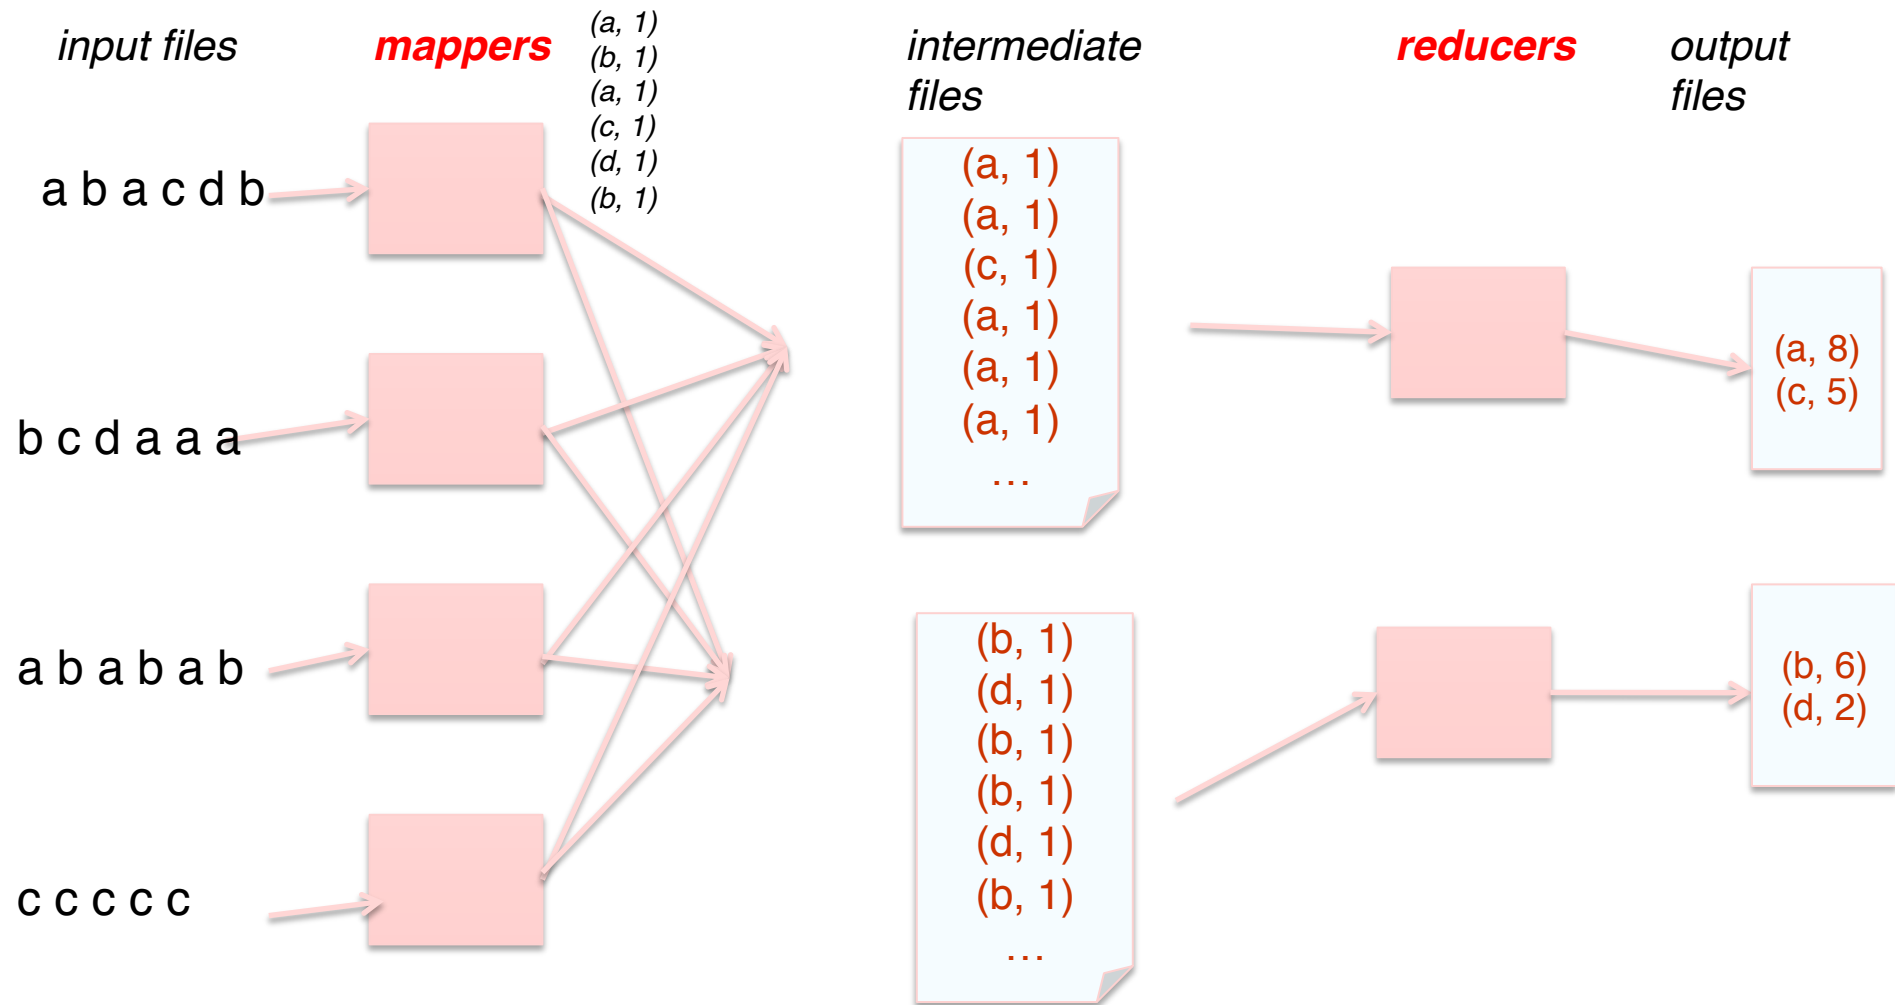 input files
mappers
(a, 1)
(b, 1)
(a, 1)
(c, 1)
(d, 1)
(b, 1)
intermediate
files
reducers
output
files
a b a c d b
b c d a a a
a b a b a b
c c c c c
(a, 1)
(a, 1)
(c, 1)
(a, 1)
(a, 1)
(a, 1)
...
(b, 1)
(d, 1)
(b, 1)
(b, 1)
(d, 1)
(b, 1)
...
(a, 8)
(c, 5)
(b, 6)
(d, 2)